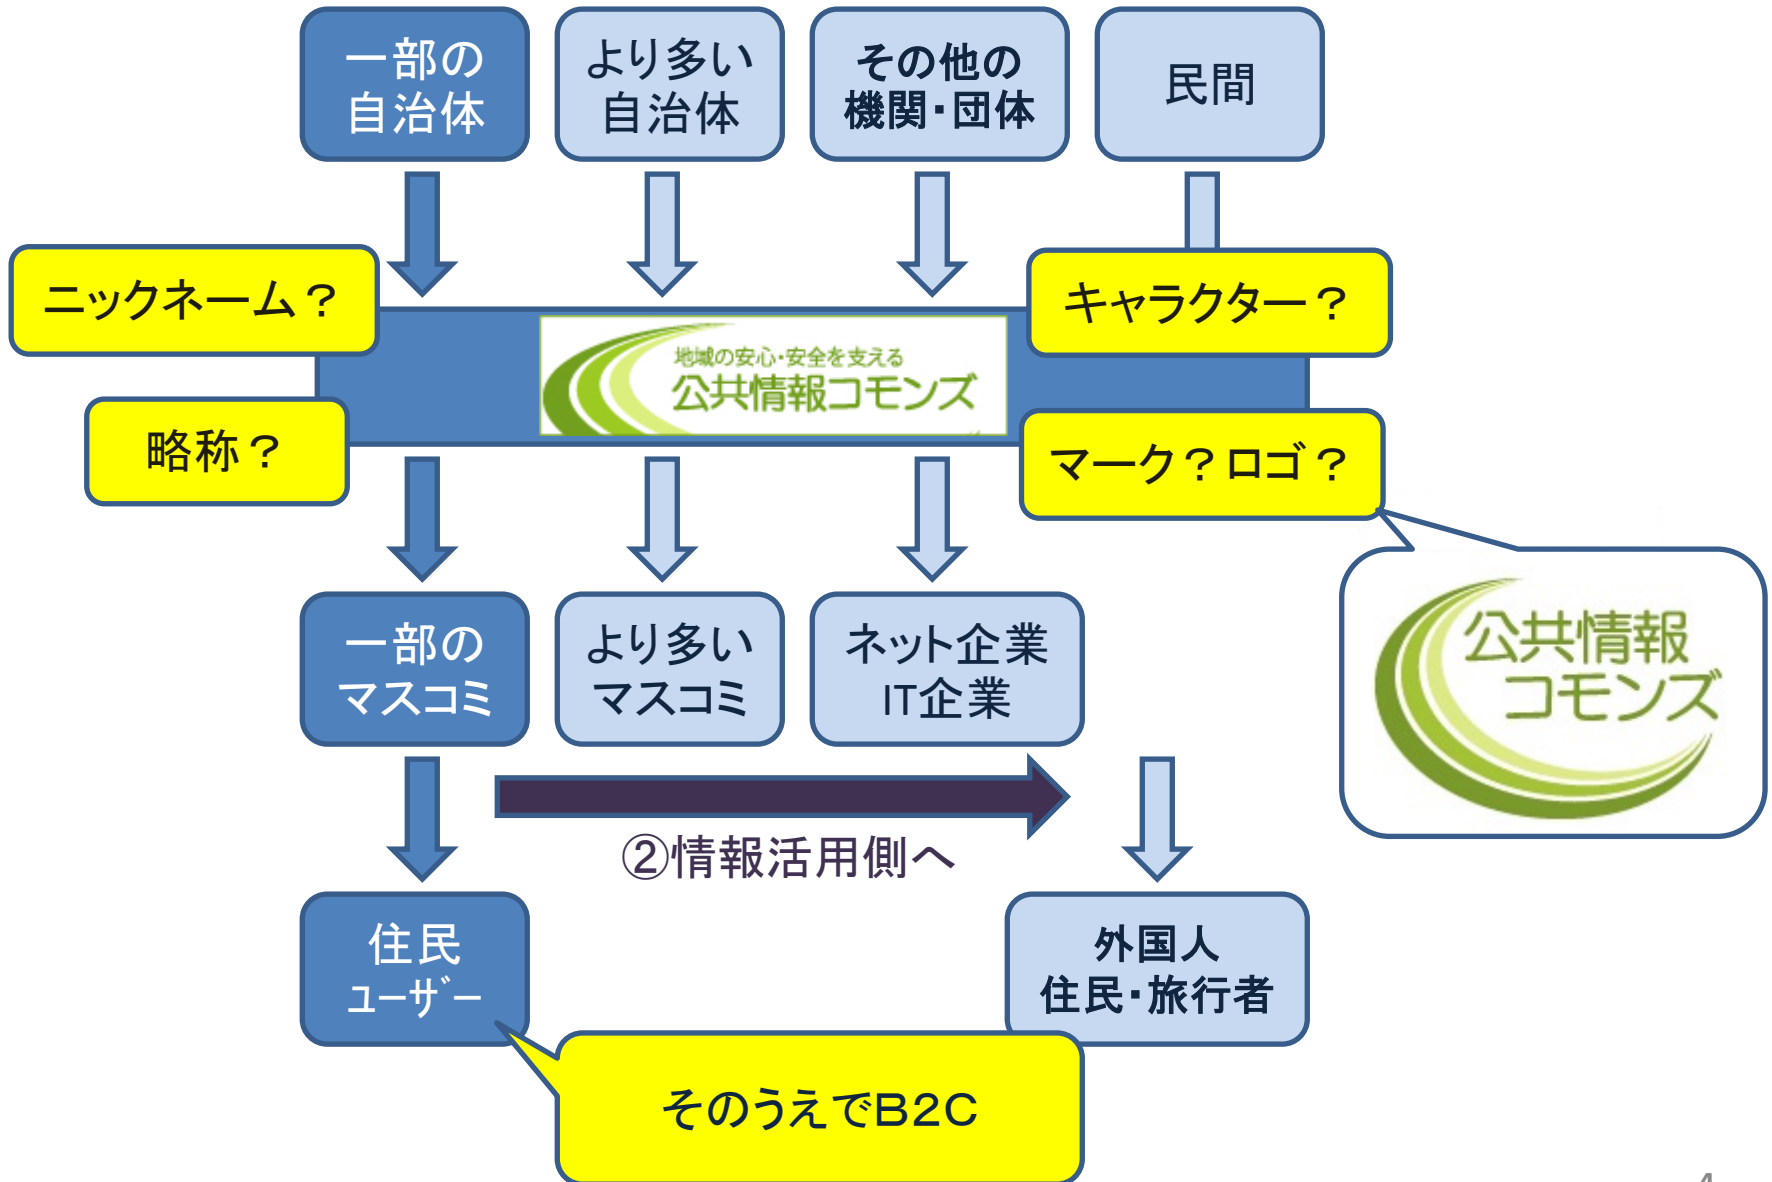 一部の
自治体
より多い
自治体
その他の
機関・団体
民間
ニックネーム？
キャラクター？
地域の安心・安全を支える
公共情報コモンズ
略称？
マーク？ロゴ？
一部の
マスコミ
より多い
マスコミ
ネット企業
IT企業
公共情報
コモンズ
②情報活用側へ
住民
ユーザー
外国人
住民・旅行者
そのうえでB2C